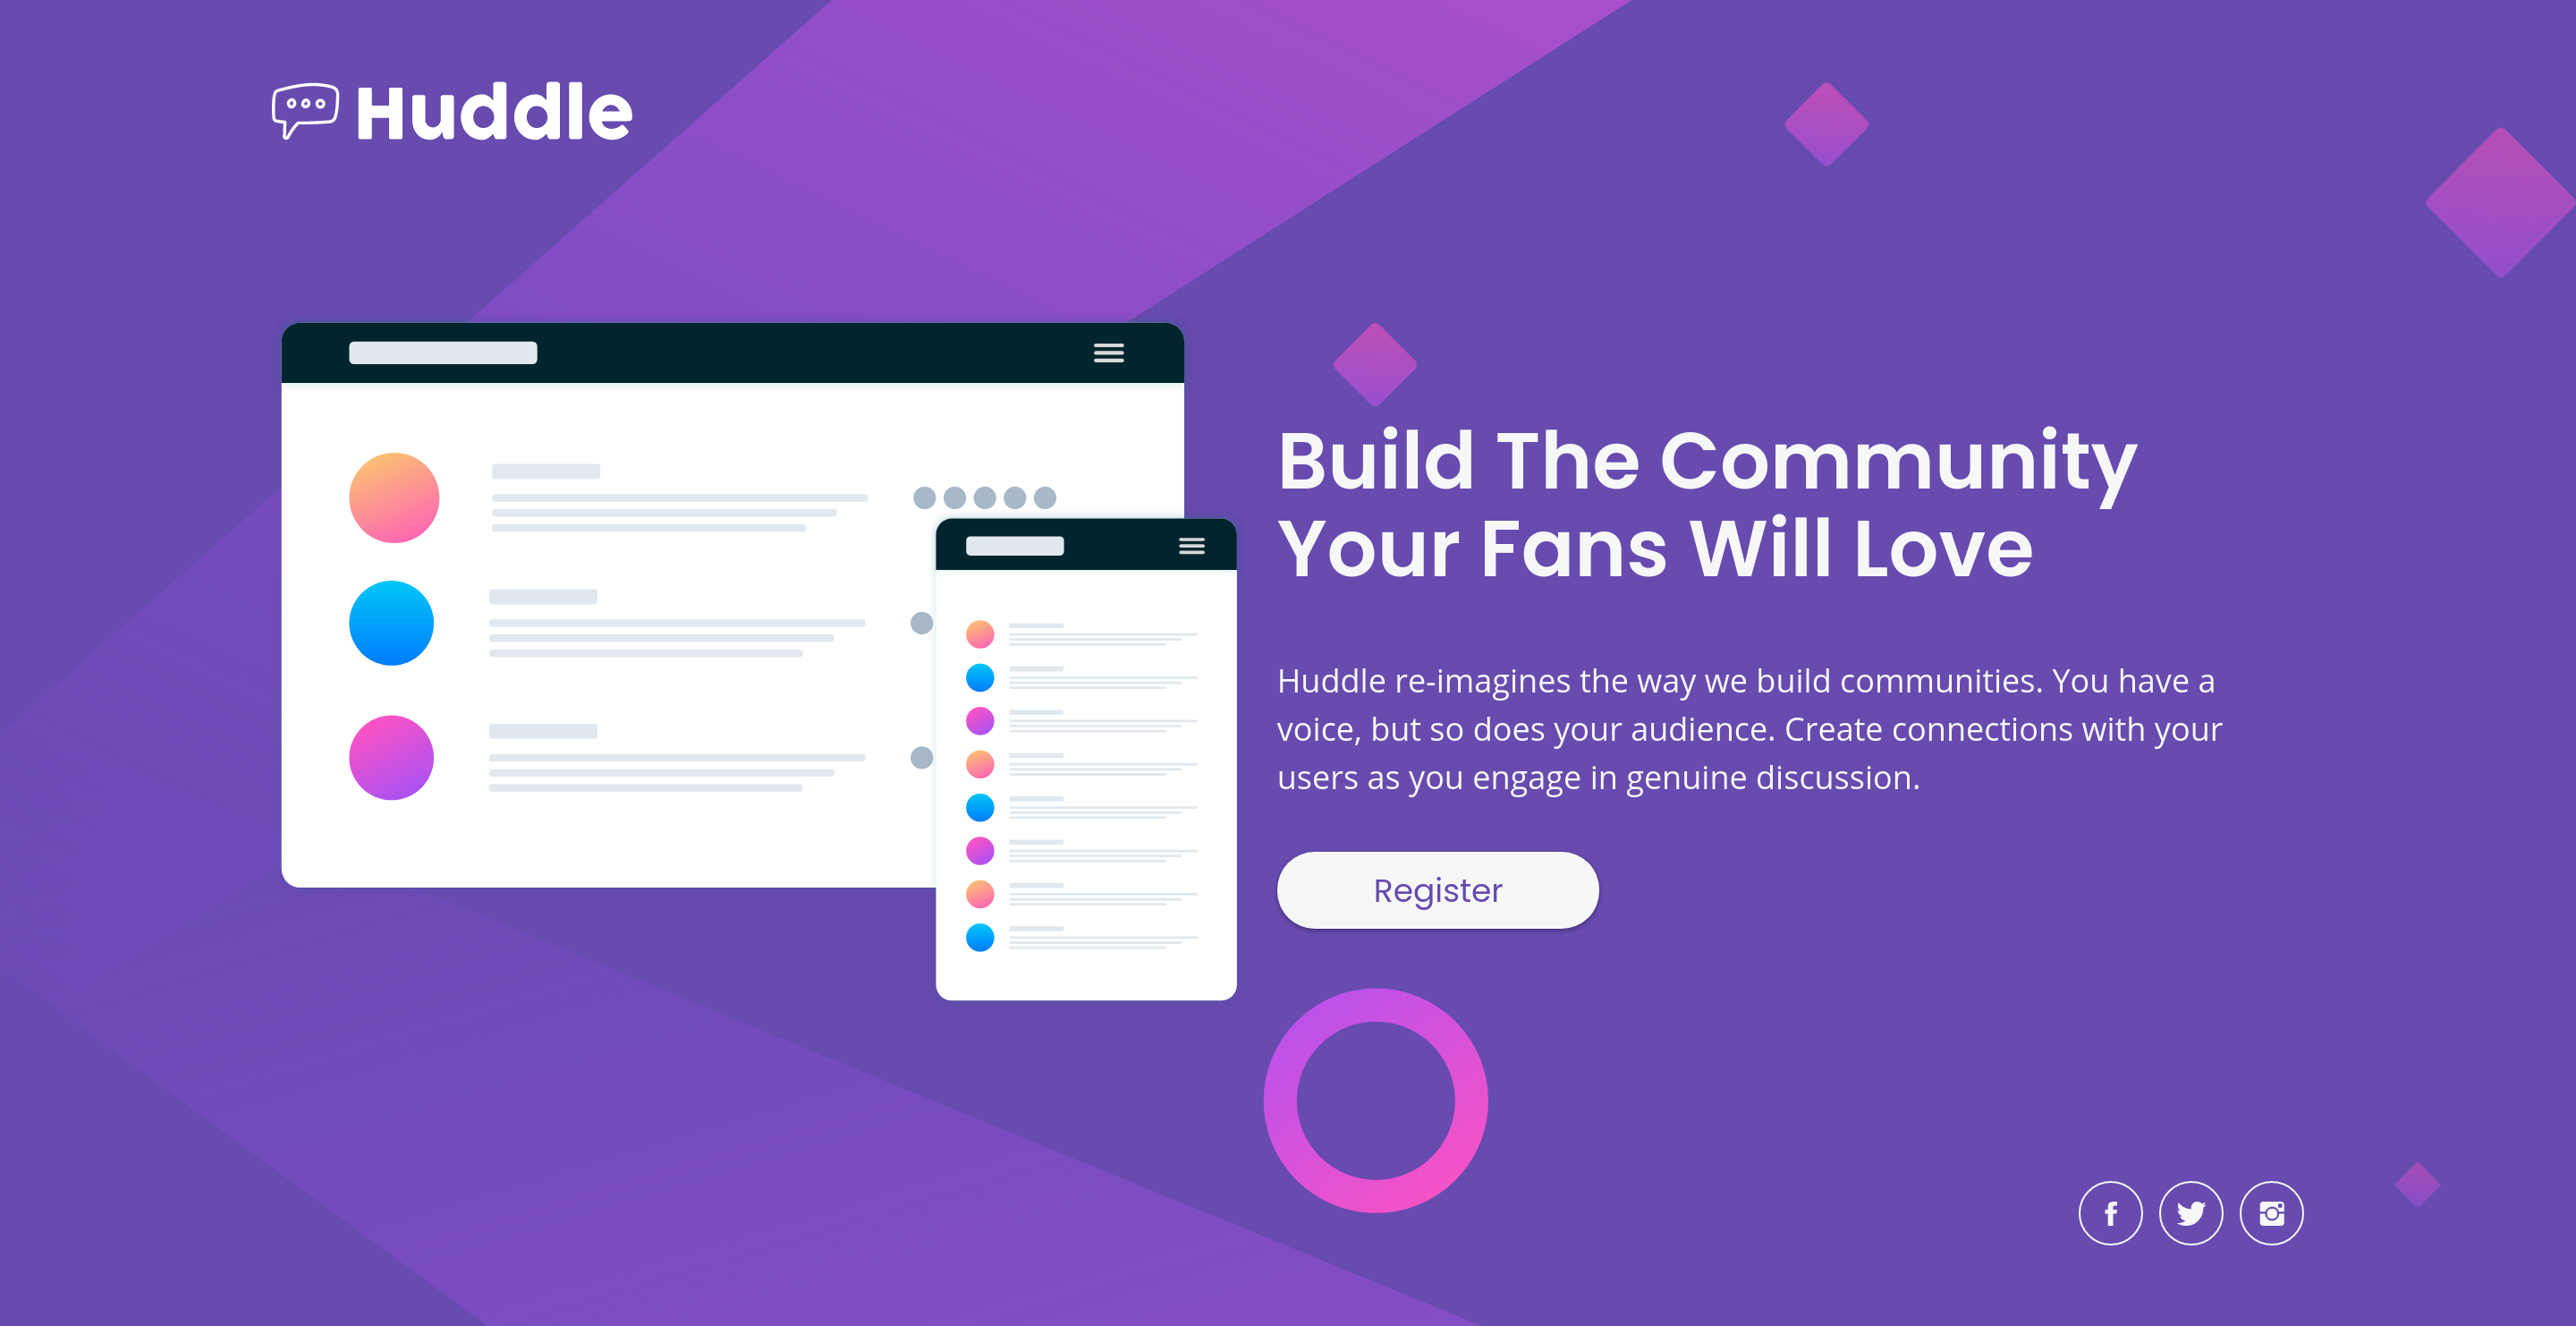 Huddle
Build The Community
Your Fans Will Love
Huddle re-imagines the way we build communities. You have a
voice, but so does your audience. Create connections with your
users as you engage in genuine discussion.
Register